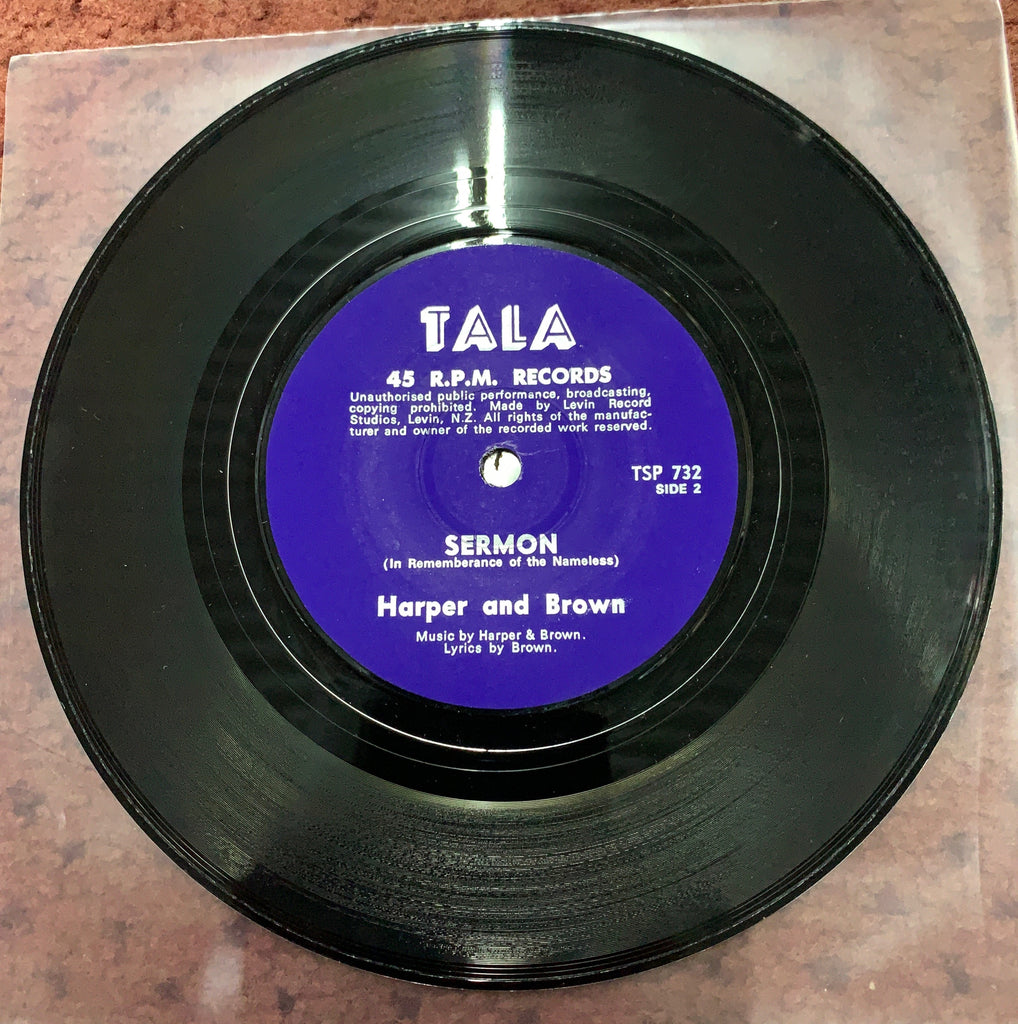 TALA
45 R.P.M. RECORDS
Unauthorised public performance, broadcasting,
copying prohibited. Made by Levin Record
Studios, Levin, N.Z. All rights of the manufac-
turer and owner of the recorded work reserved.
TSP 732
SIDE 2
SERMON
(In Rememberance of the Nameless)
Harper and Brown
Music by Harper & Brown.
Lyrics by Brown.